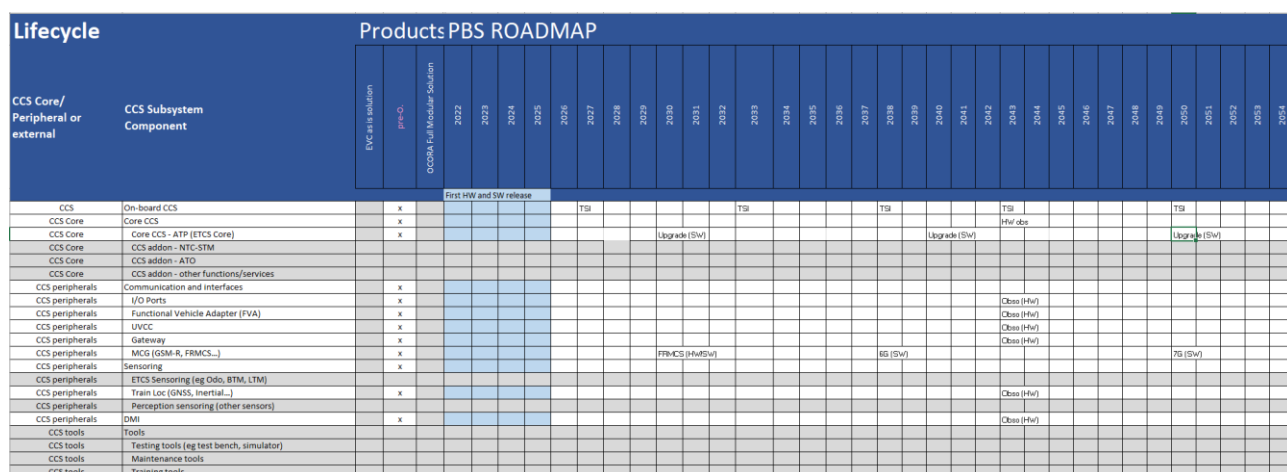 Lifecycle Products PBS ROADMAP
CCS Core/ Peripheral or external CCS Subsystem Component EVC as is solution pre-O. OCORA Full Modular Solution 2022 2023 2024 2025 2026 2027 2028 2029 2030 2031 2032 2033 2034 2035 2036 2037 2038 2039 2040 2041 2042 2043 2044 2045 2046 2047 2048 2049 2050 2051 2052 2053 2054
First HW and SW release
CCS On-board CCS x TSI TSI TSI TSI TSI
CCS Core Core CCS x HW obs
CCS Core Core CCS - ATP (ETCS Core) x Upgrade (SW) Upgrade (SW) Upgrade (SW)
CCS Core CCS addon - NTC-STM
CCS Core CCS addon - ATO
CCS Core CCS addon - other functions/services
CCS peripherals Communication and interfaces x
CCS peripherals I/O Ports x Obso (HW)
CCS peripherals Functional Vehicle Adapter (FVA) x Obso (HW)
CCS peripherals UVCC x Obso (HW)
CCS peripherals Gateway x Obso (HW)
CCS peripherals MCG (GSM-R, FRMCS...) x FRMCS (HW/SW) 6G (SW) 7G (SW)
CCS peripherals Sensoring x
CCS peripherals ETCS Sensoring (eg Odo, BTM, LTM)
CCS peripherals Train Loc (GNSS, Inertial...) x Obso (HW)
CCS peripherals Perception sensoring (other sensors)
CCS peripherals DMI x Obso (HW)
CCS tools Tools
CCS tools Testing tools (eg test bench, simulator)
CCS tools Maintenance tools
CCS tools Training tools